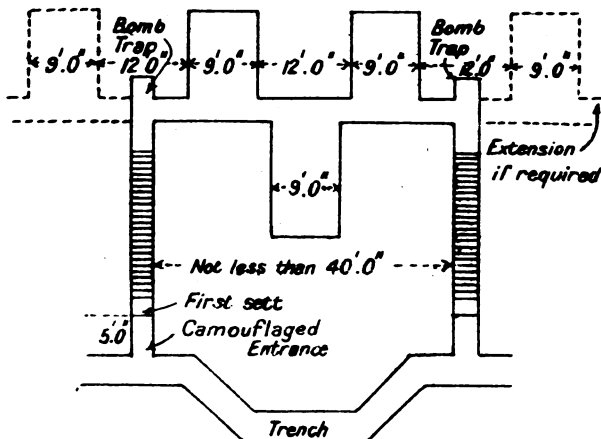 Bomb
Trap
Bomb
Trap
9'.0" 12'.0" 9'.0" 12'.0" 9'.0" 12'.0" 9'.0"
Extension
if required
9'.0"
Not less than 40'.0"
First sett
5'.0"
Camouflaged
Entrance
Trench